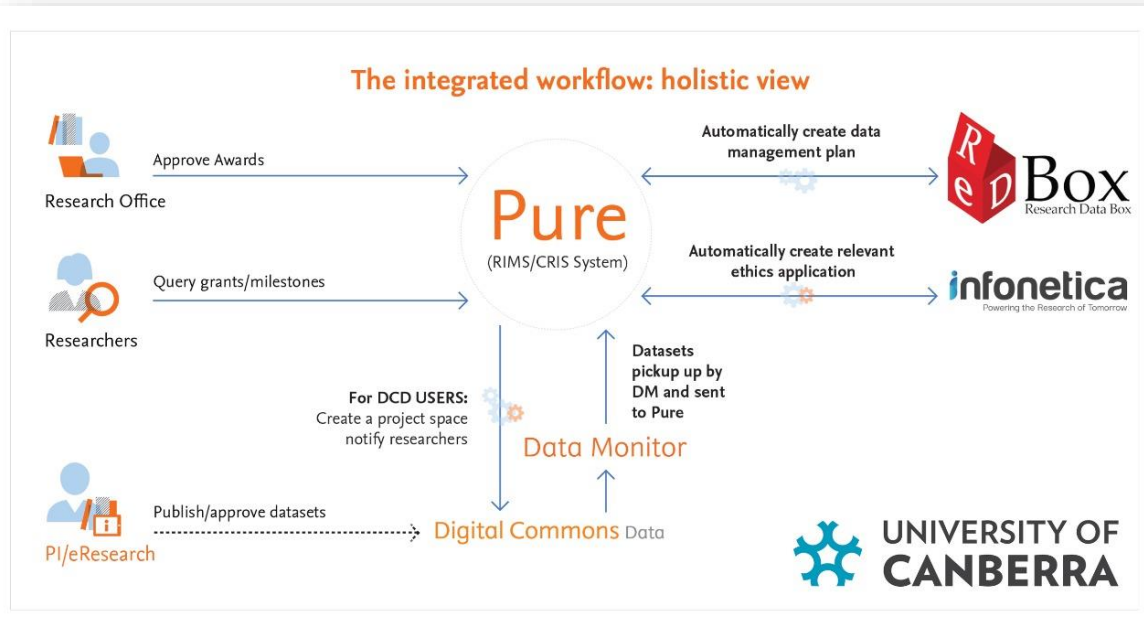 The integrated workflow: holistic view
Approve Awards
Research Office
Query grants/milestones
Researchers
Pure
(RIMS/CRIS System)
Automatically create data
management plan
ReD Box
Research Data Box
Automatically create relevant
ethics application
infonetica
Powering the Research of Tomorrow
For DCD USERS:
Create a project space
notify researchers
Datasets
pickup up by
DM and sent
to Pure
Data Monitor
Publish/approve datasets
PI/eResearch
Digital Commons Data
UNIVERSITY OF
CANBERRA